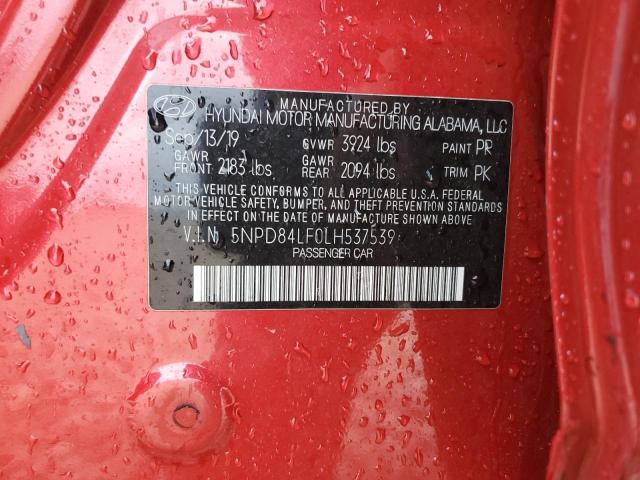 MANUFACTURED BY
HYUNDAI MOTOR MANUFACTURING ALABAMA, LLC
Sep/13/19 GVWR 3924 lbs PAINT PR
GAWR FRONT 2183 lbs GAWR REAR 2094 lbs TRIM PK
THIS VEHICLE CONFORMS TO ALL APPLICABLE U.S.A. FEDERAL
MOTOR VEHICLE SAFETY, BUMPER, AND THEFT PREVENTION STANDARDS
IN EFFECT ON THE DATE OF MANUFACTURE SHOWN ABOVE
V.I.N. 5NPD84LF0LH537539
PASSENGER CAR